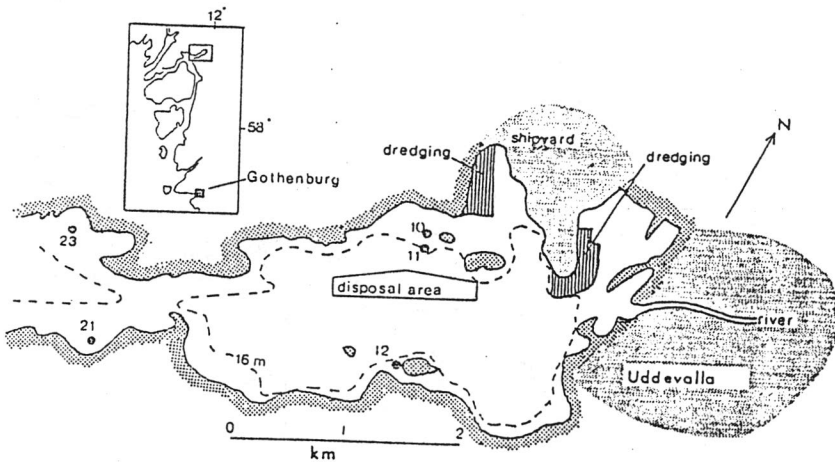 12°
58°
Gothenburg
dredging
shipyard
dredging
N
23
10
11
disposal area
river
21
16 m
12
Uddevalla
0 1 2
km